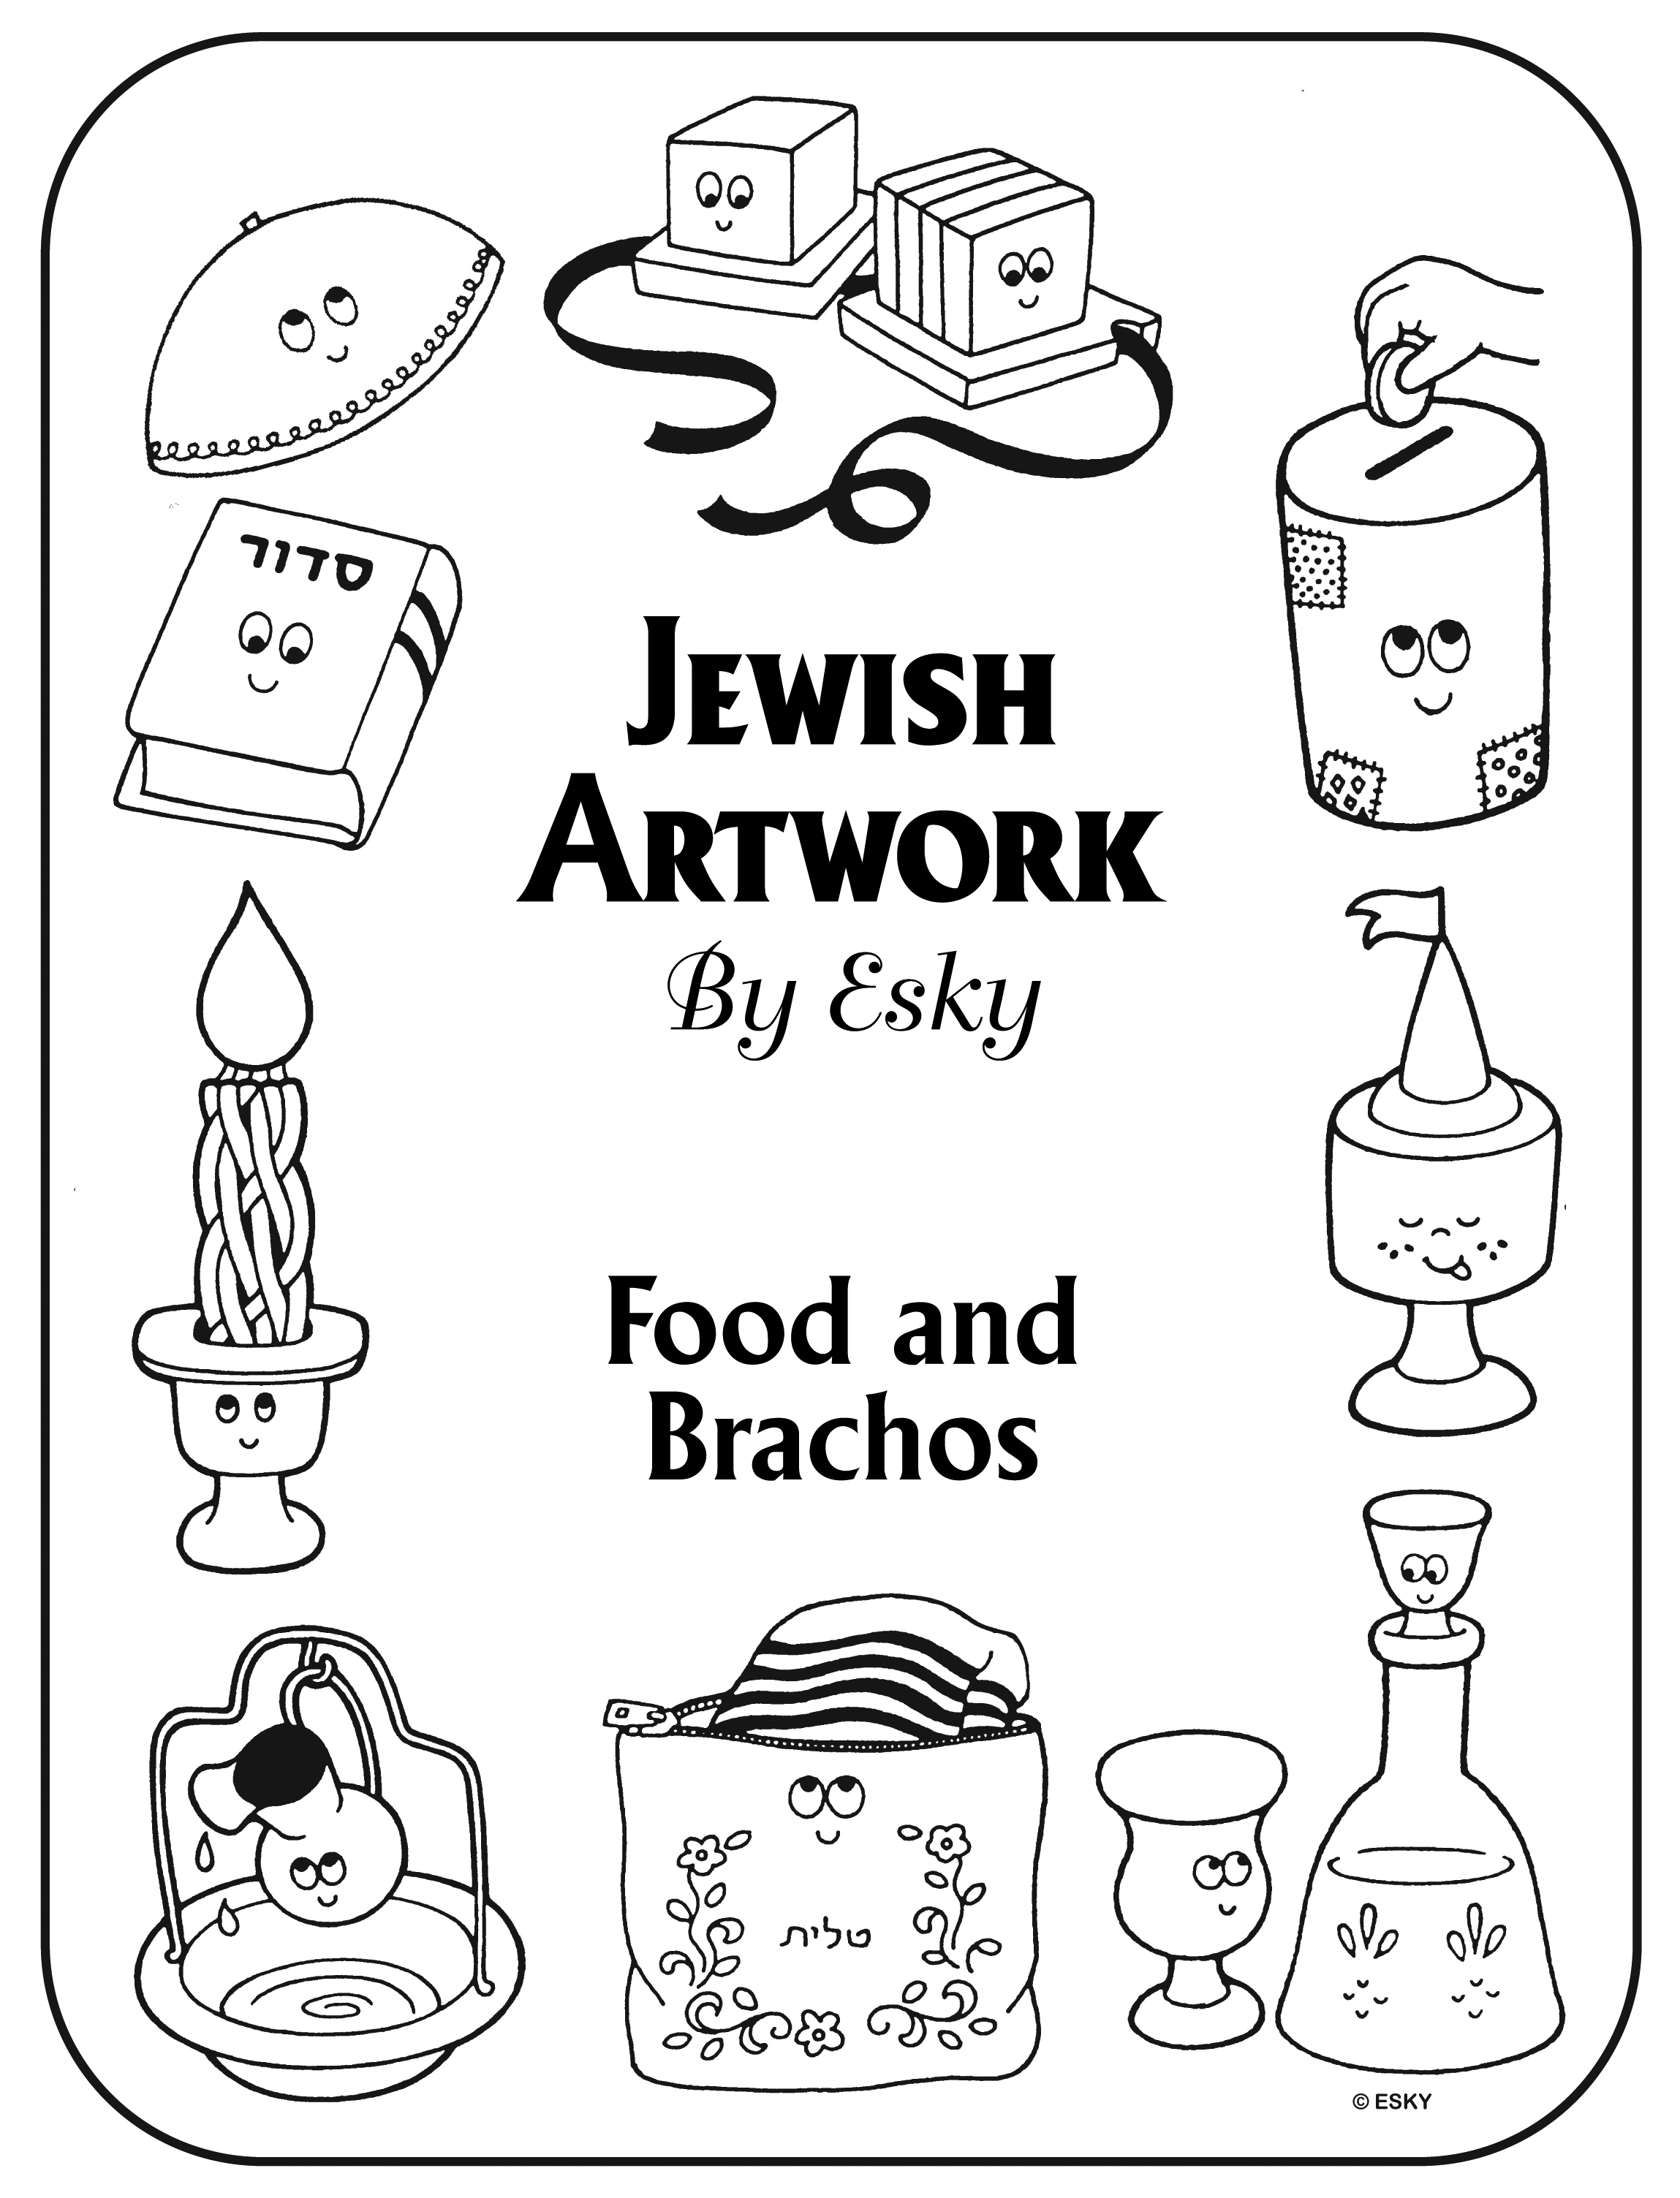 סדור
JEWISH
ARTWORK
By Esky
Food and
Brachos
טלית
© ESKY